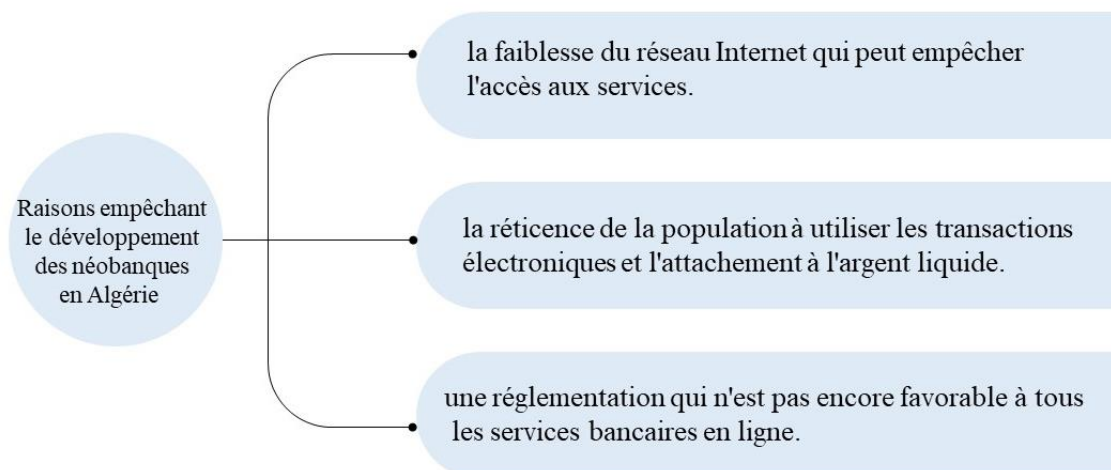 Raisons empêchant
le développement
des néobanques
en Algérie
la faiblesse du réseau Internet qui peut empêcher
l'accès aux services.
la réticence de la population à utiliser les transactions
électroniques et l'attachement à l'argent liquide.
une réglementation qui n'est pas encore favorable à tous
les services bancaires en ligne.